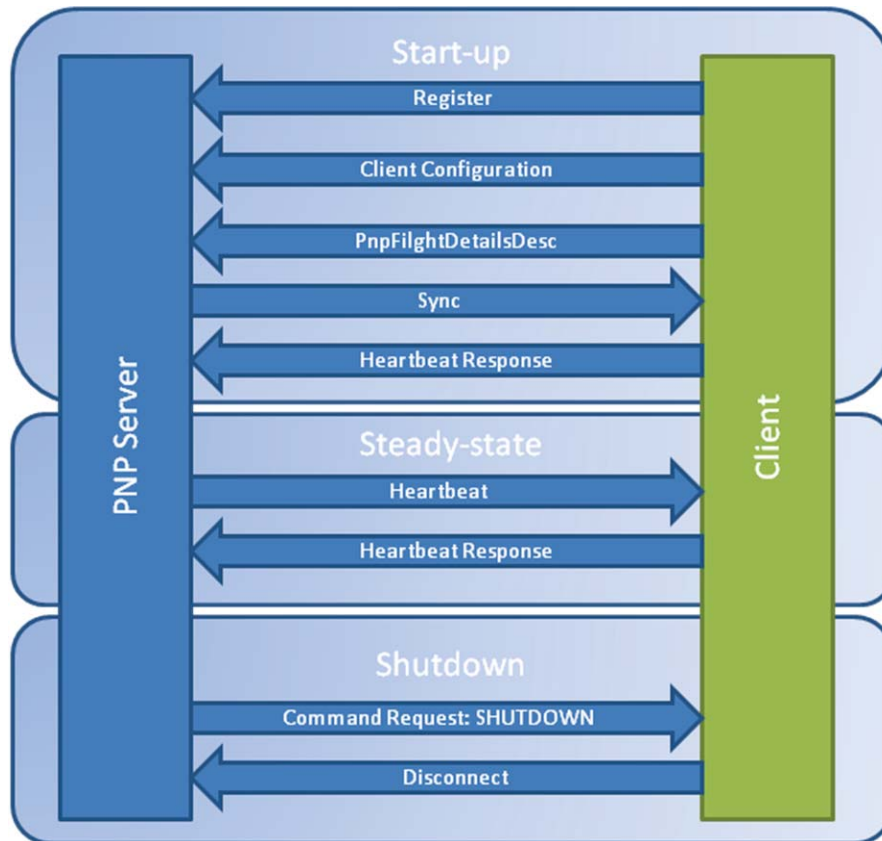 Start-up
Register
Client Configuration
PnpFilghtDetailsDesc
Sync
Heartbeat Response
PNP Server
Client
Steady-state
Heartbeat
Heartbeat Response
Shutdown
Command Request: SHUTDOWN
Disconnect